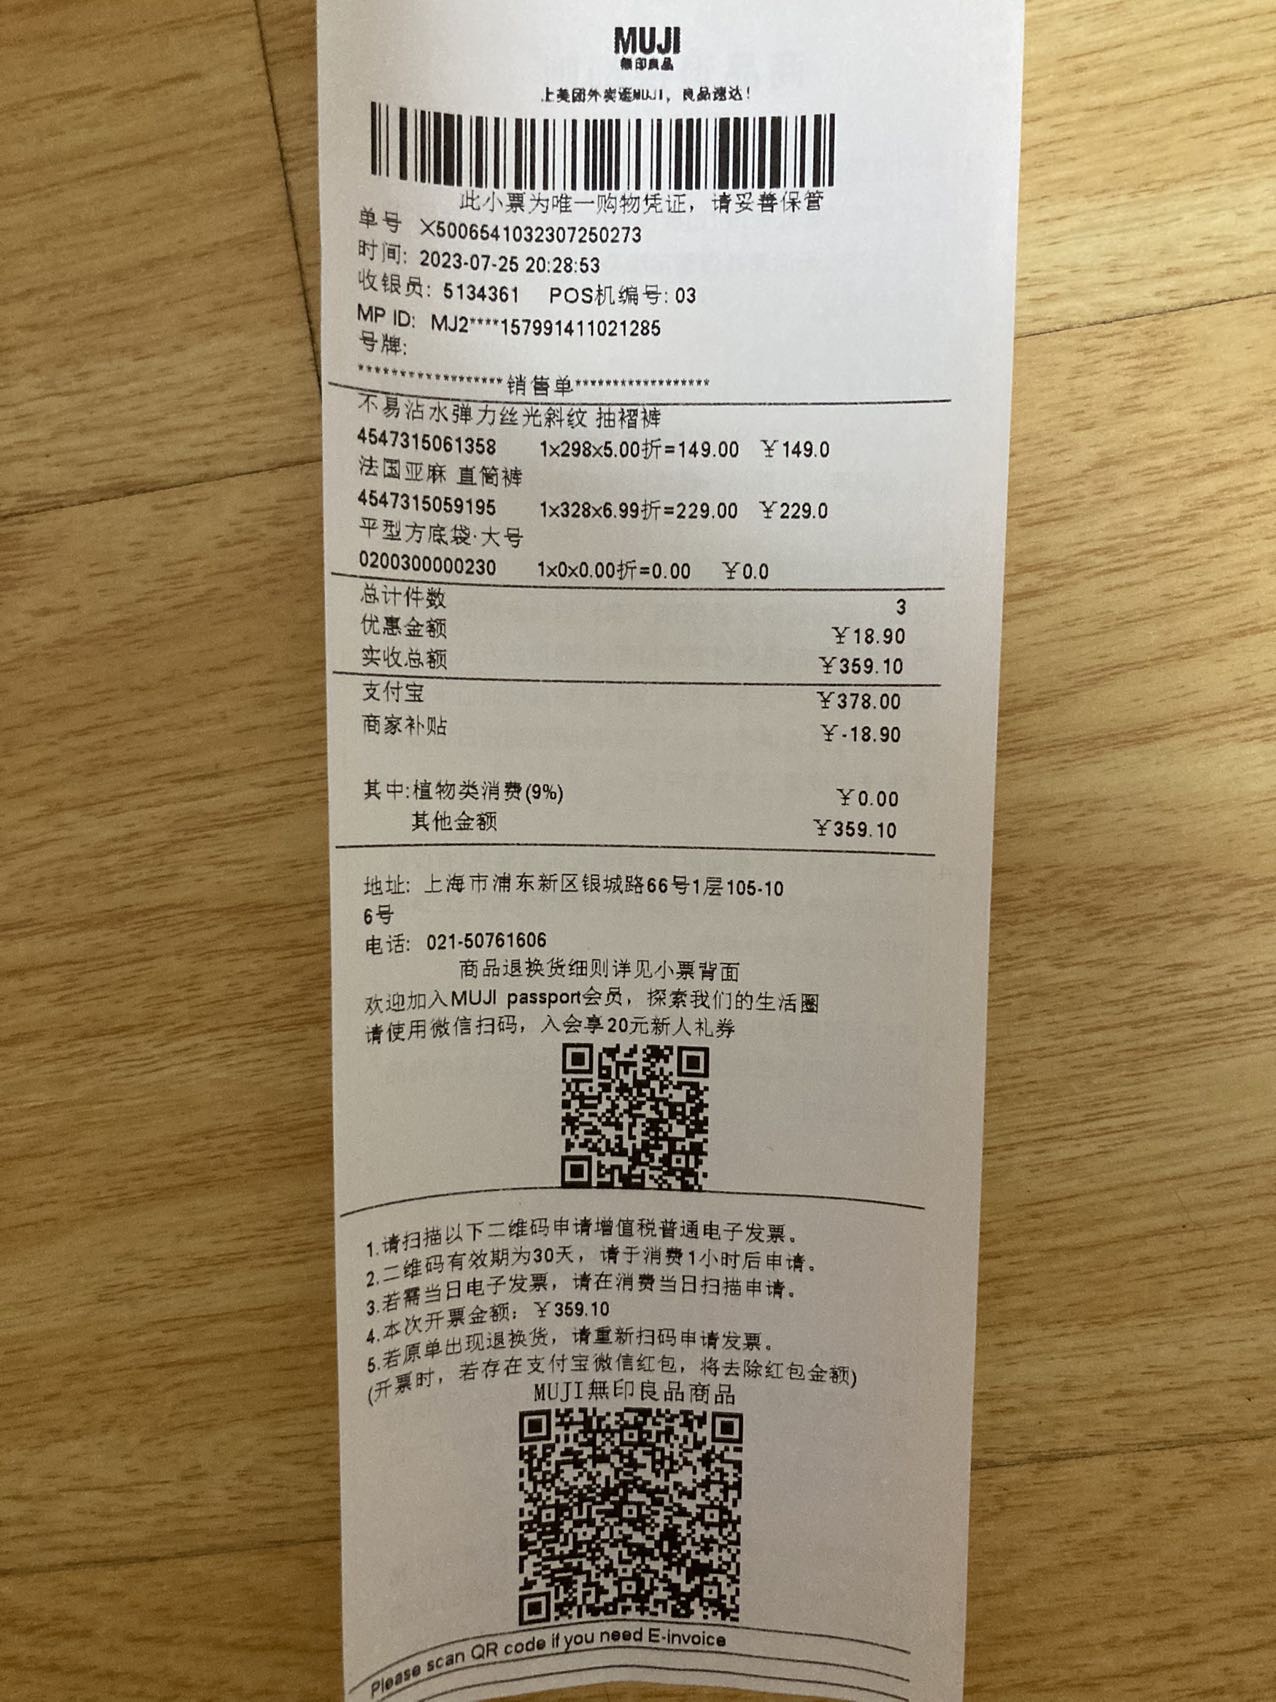 MUJI
無印良品
上美团外卖逛MUJI，良品速达！
此小票为唯一购物凭证，请妥善保管
单号 X5006541032307250273
时间: 2023-07-25 20:28:53
收银员: 5134361 POS机编号: 03
MP ID: MJ2****157991411021285
号牌:
******************销售单******************
不易沾水弹力丝光斜纹 抽褶裤
4547315061358 1x298x5.00折=149.00 ￥149.0
法国亚麻 直筒裤
4547315059195 1x328x6.99折=229.00 ￥229.0
平型方底袋·大号
0200300000230 1x0x0.00折=0.00 ￥0.0
总计件数 3
优惠金额 ￥18.90
实收总额 ￥359.10
支付宝 ￥378.00
商家补贴 ￥-18.90
其中:植物类消费(9%) ￥0.00
其他金额 ￥359.10
地址: 上海市浦东新区银城路66号1层105-10
6号
电话: 021-50761606
商品退换货细则详见小票背面
欢迎加入MUJI passport会员，探索我们的生活圈
请使用微信扫码，入会享20元新人礼券
1.请扫描以下二维码申请增值税普通电子发票。
2.二维码有效期为30天，请于消费1小时后申请。
3.若需当日电子发票，请在消费当日扫描申请。
4.本次开票金额: ￥359.10
5.若原单出现退换货，请重新扫码申请发票。
(开票时，若存在支付宝微信红包，将去除红包金额)
MUJI無印良品商品
Please scan QR code if you need E-invoice